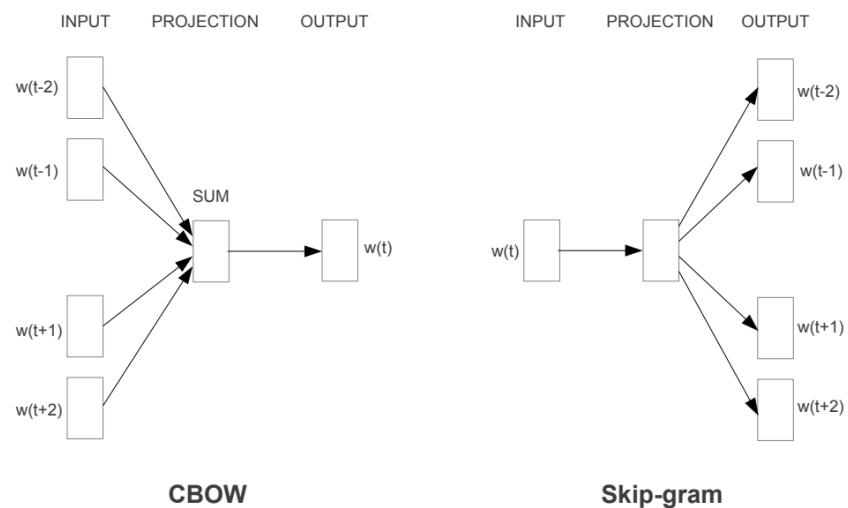 INPUT PROJECTION OUTPUT
w(t-2)
w(t-1)
SUM
w(t)
w(t+1)
w(t+2)
CBOW
INPUT PROJECTION OUTPUT
w(t-2)
w(t-1)
w(t)
w(t+1)
w(t+2)
Skip-gram